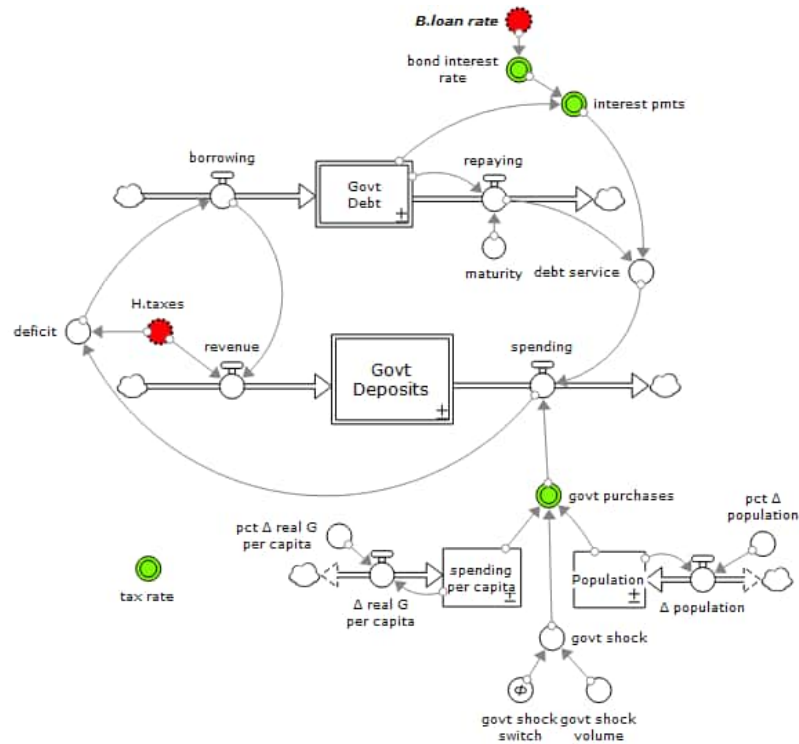 B.loan rate
bond interest
rate
interest pmts
borrowing
repaying
Govt
Debt
±
maturity
debt service
H.taxes
deficit
revenue
spending
Govt
Deposits
±
govt purchases
pct Δ
population
pct Δ real G
per capita
spending
per capita
±
Population
±
tax rate
Δ real G
per capita
Δ population
govt shock
ϕ
govt shock
switch
govt shock
volume